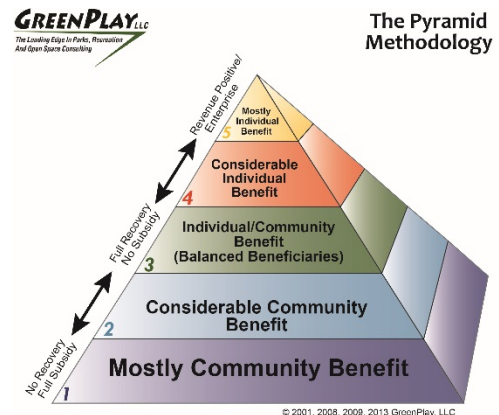 GREENPLAY LLC
The Leading Edge In Parks, Recreation
And Open Space Consulting
The Pyramid
Methodology
Revenue Positive/
Enterprise
5
Mostly
Individual
Benefit
4
Considerable
Individual
Benefit
Full Recovery
No Subsidy
3
Individual/Community
Benefit
(Balanced Beneficiaries)
2
Considerable Community
Benefit
No Recovery
Full Subsidy
1
Mostly Community Benefit
© 2001, 2008, 2009, 2013 GreenPlay, LLC